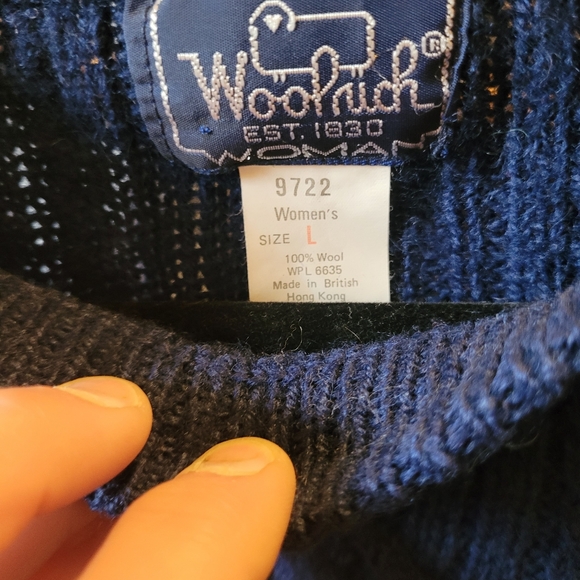 Woolrich®
EST. 1830
WOMAN
9722
Women's
SIZE L
100% Wool
WPL 6635
Made in British
Hong Kong